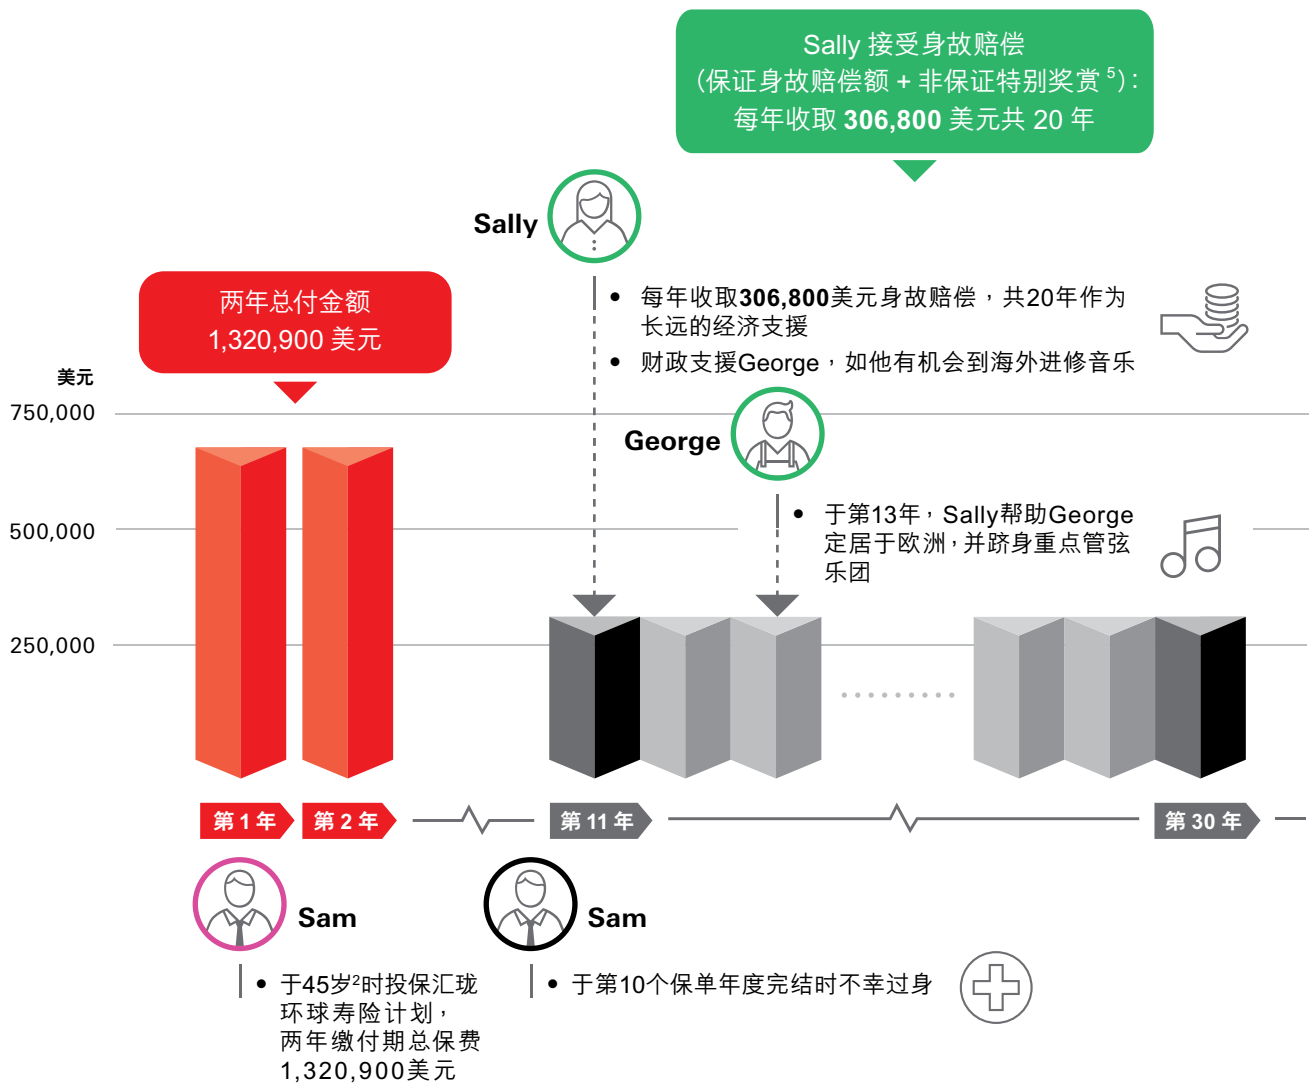 Sally 接受身故赔偿
（保证身故赔偿额 + 非保证特别奖赏 5）：
每年收取 306,800 美元共 20 年
Sally
两年总付金额
1,320,900 美元
每年收取306,800美元身故赔偿，共20年作为
长远的经济支援
财政支援George，如他有机会到海外进修音乐
美元
750,000
500,000
250,000
George
于第13年，Sally帮助George
定居于欧洲，并跻身重点管弦
乐团
第 1 年
第 2 年
第 11 年
第 30 年
Sam
于45岁2时投保汇珑
环球寿险计划，
两年缴付期总保费
1,320,900美元
Sam
于第10个保单年度完结时不幸过身